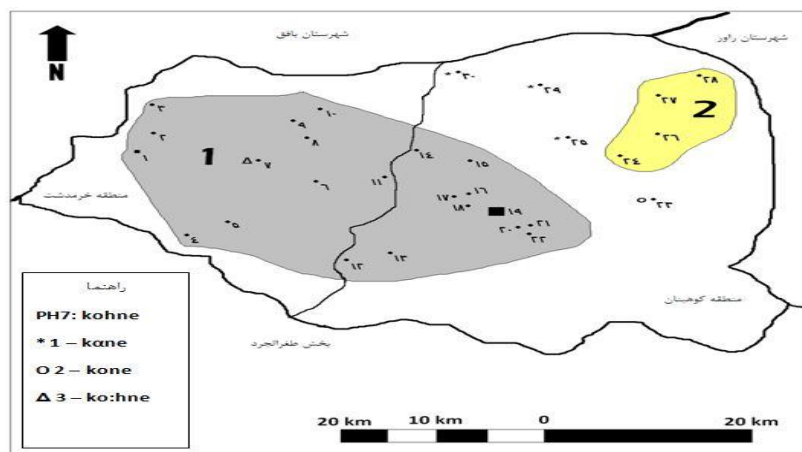 شهرستان بافق
شهرستان راور
N
۳۰
۲۹
۲۸
۲۷
2
۳
۱۰
۹
۸
۲۶
۲۵
۲
۱
1
۱۴
۱۵
۲۴
Δ
۷
۱۱
۶
۱۶
۱۷
۱۸
۱۹
۲۳
منطقه خرمدشت
۵
۴
۲۰
۲۱
۲۲
۱۳
۱۲
راهنما
PH7: kohne
* 1 – kɑne
O 2 – kone
Δ 3 – ko:hne
منطقه کوهبنان
بخش طغرالجرد
20 km 10 km 0 20 km